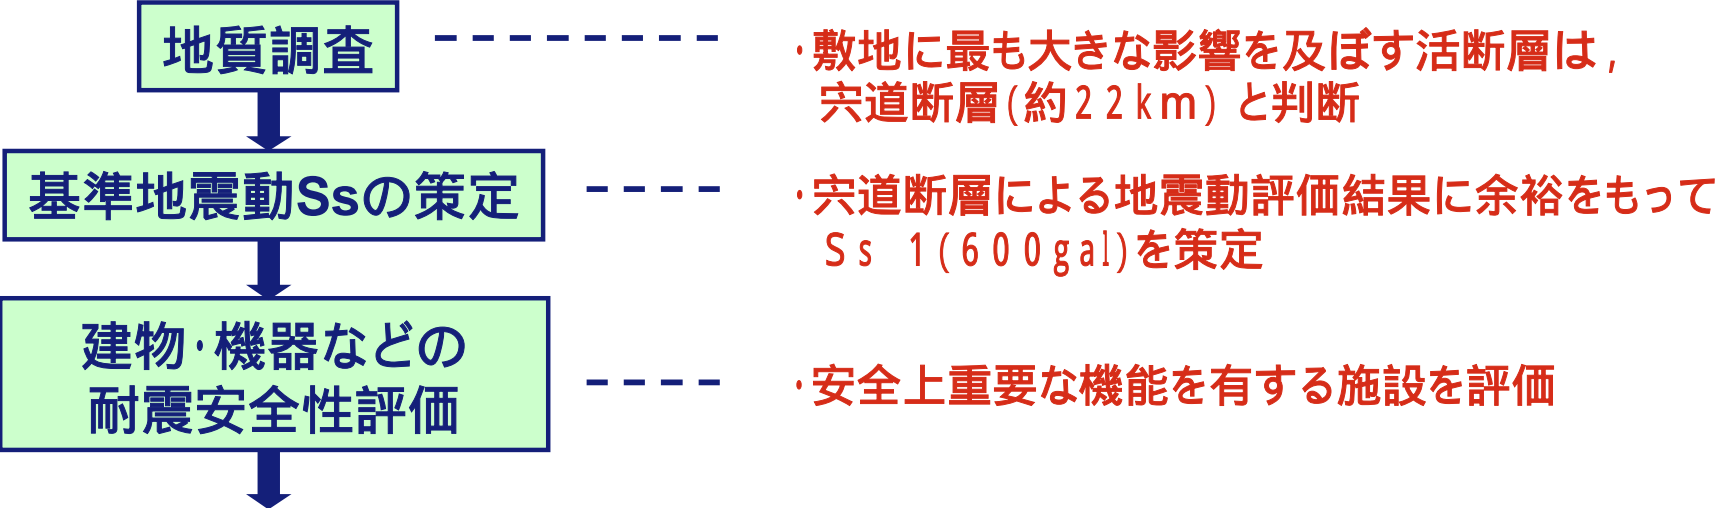 地質調査
・敷地に最も大きな影響を及ぼす活断層は,
宍道断層(約22km)と判断
基準地震動Ssの策定
・宍道断層による地震動評価結果に余裕をもって
Ss 1(600gal)を策定
建物・機器などの
耐震安全性評価
・安全上重要な機能を有する施設を評価